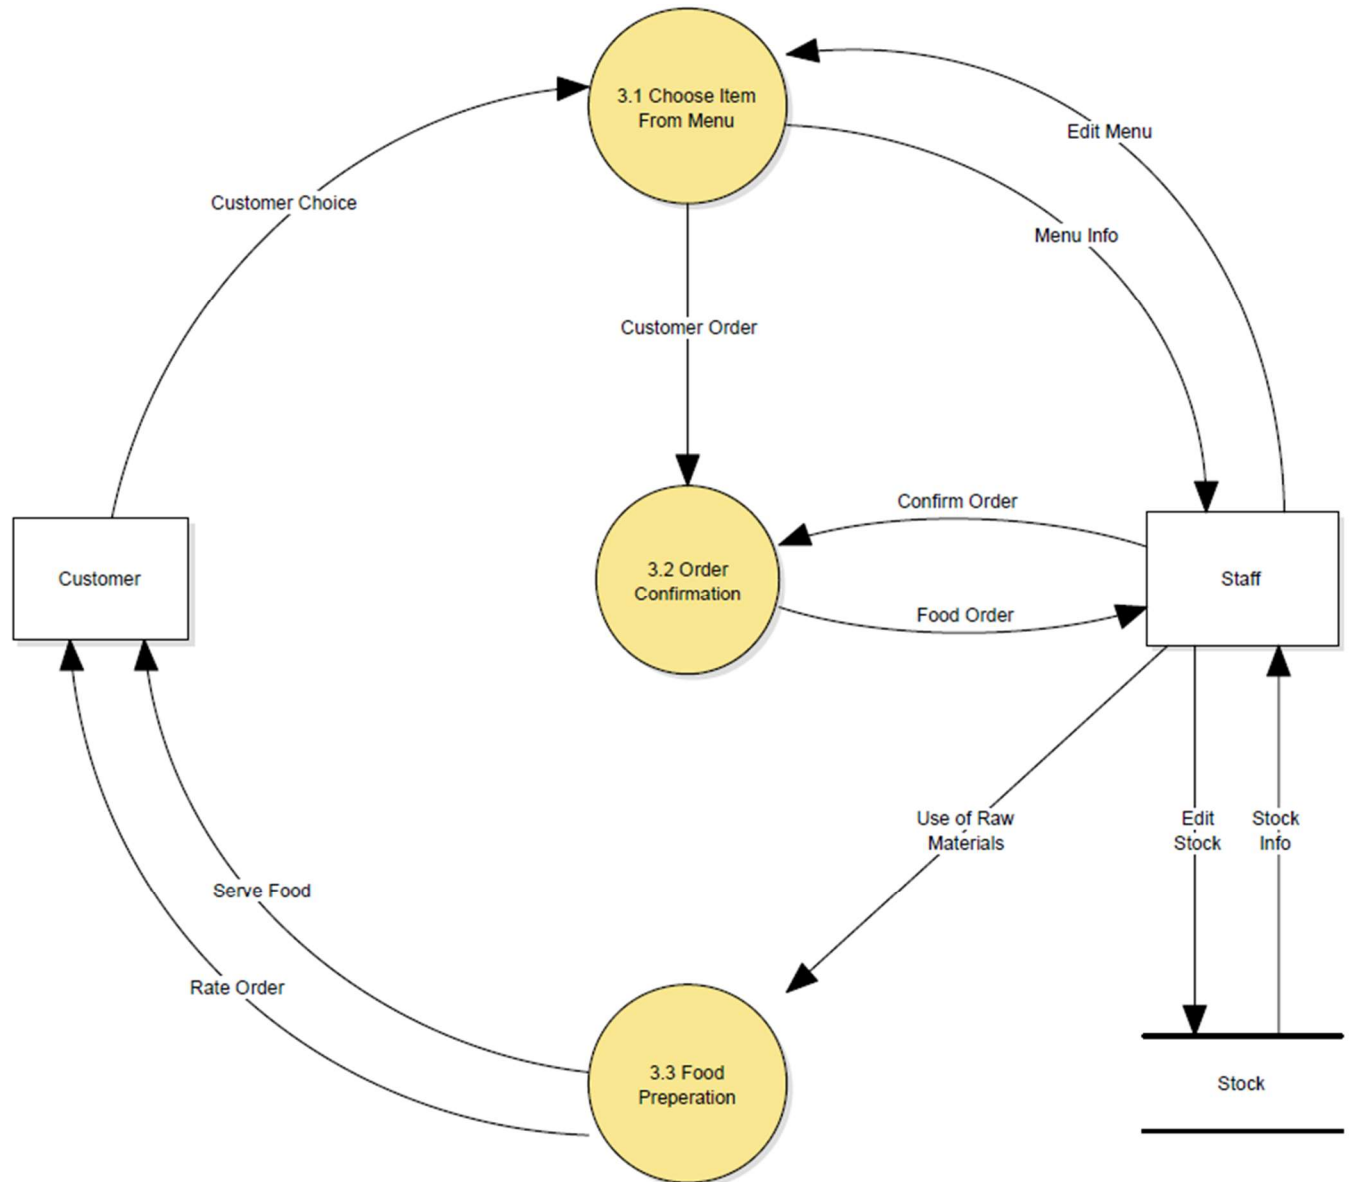 3.1 Choose Item
From Menu
Edit Menu
Customer Choice
Menu Info
Customer Order
Confirm Order
3.2 Order
Confirmation
Customer
Staff
Food Order
Use of Raw
Materials
Edit
Stock
Stock
Info
Serve Food
Rate Order
3.3 Food
Preperation
Stock